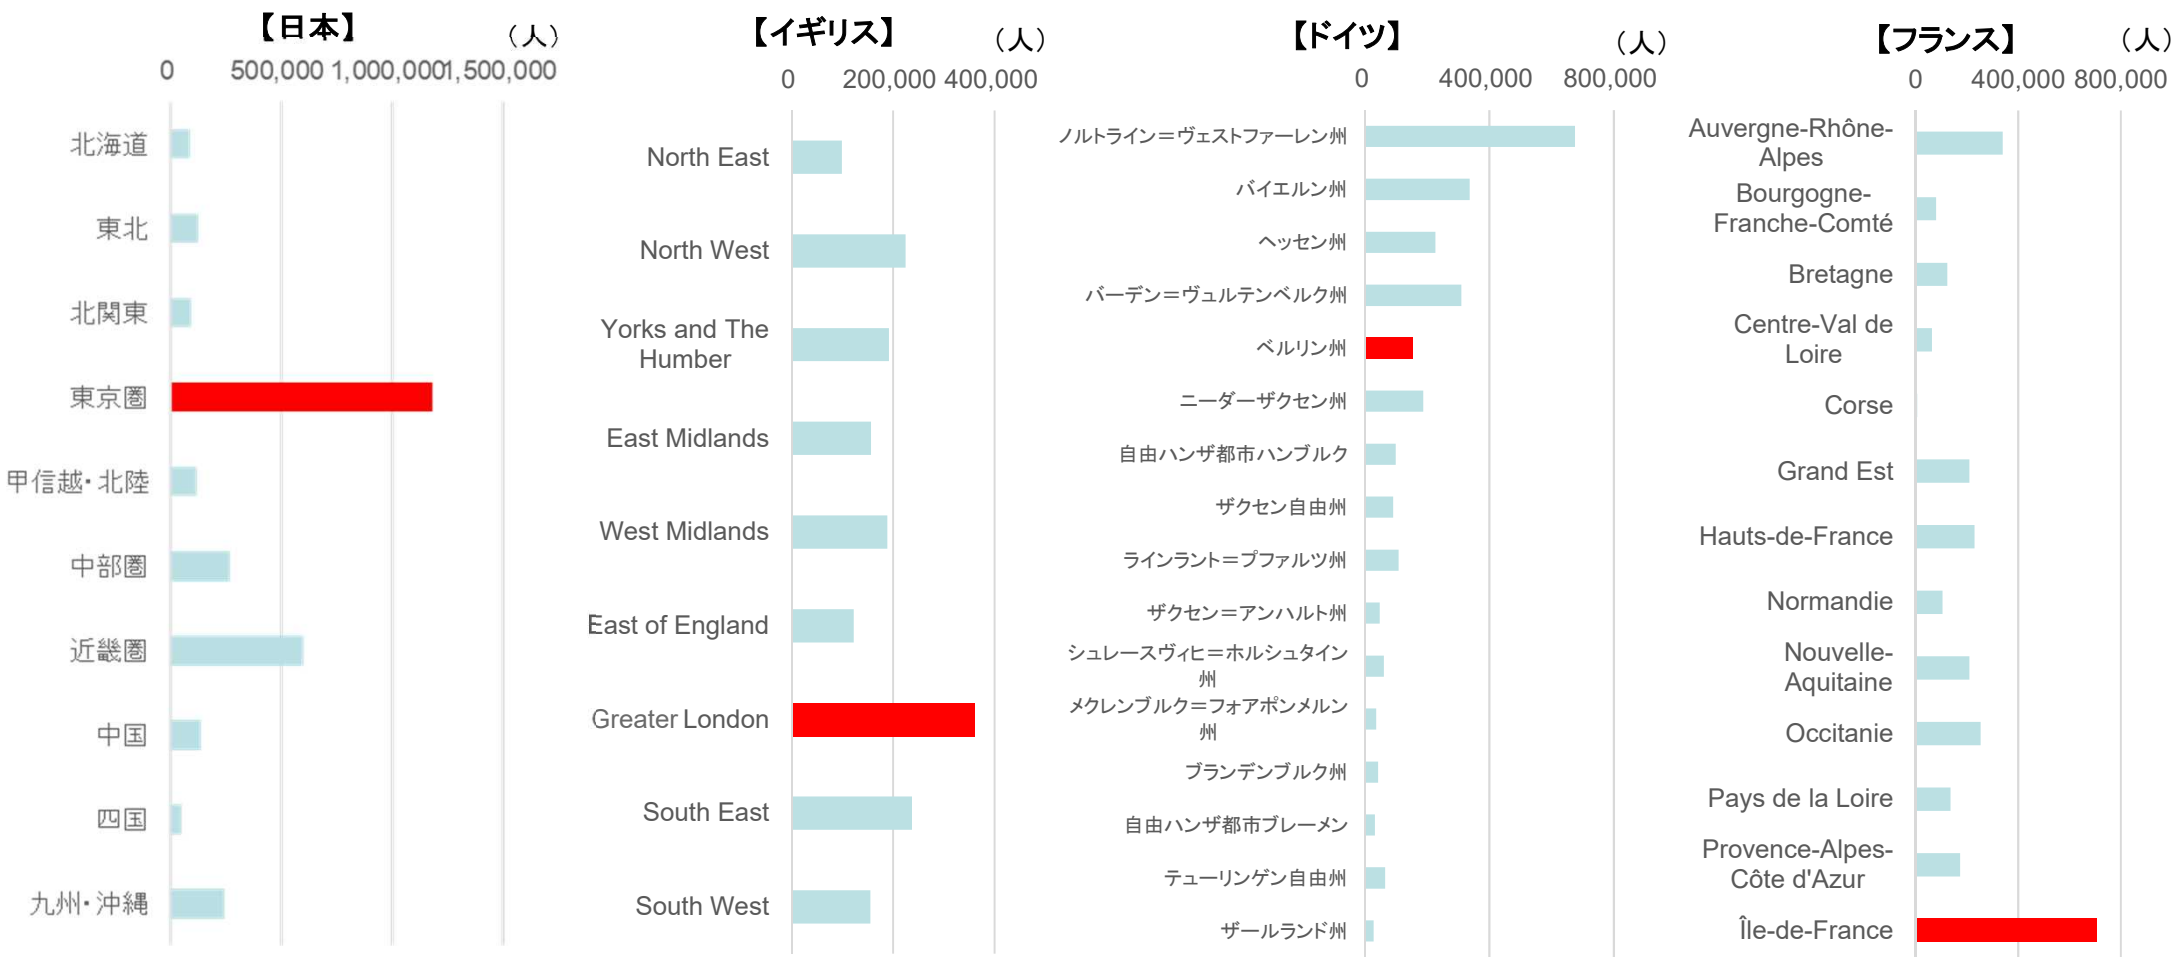 【日本】
（人）
0 500,000 1,000,000 1,500,000
北海道
東北
北関東
東京圏
甲信越・北陸
中部圏
近畿圏
中国
四国
九州・沖縄
【イギリス】
（人）
0 200,000 400,000
North East
North West
Yorks and The
Humber
East Midlands
West Midlands
East of England
Greater London
South East
South West
【ドイツ】
（人）
0 400,000 800,000
ノルトライン＝ヴェストファーレン州
バイエルン州
ヘッセン州
バーデン＝ヴュルテンベルク州
ベルリン州
ニーダーザクセン州
自由ハンザ都市ハンブルク
ザクセン自由州
ラインラント＝プファルツ州
ザクセン＝アンハルト州
シュレースヴィヒ＝ホルシュタイン
州
メクレンブルク＝フォアポンメルン
州
ブランデンブルク州
自由ハンザ都市ブレーメン
テューリンゲン自由州
ザールランド州
【フランス】
（人）
0 400,000 800,000
Auvergne-Rhône-
Alpes
Bourgogne-
Franche-Comté
Bretagne
Centre-Val de
Loire
Corse
Grand Est
Hauts-de-France
Normandie
Nouvelle-
Aquitaine
Occitanie
Pays de la Loire
Provence-Alpes-
Côte d'Azur
Île-de-France